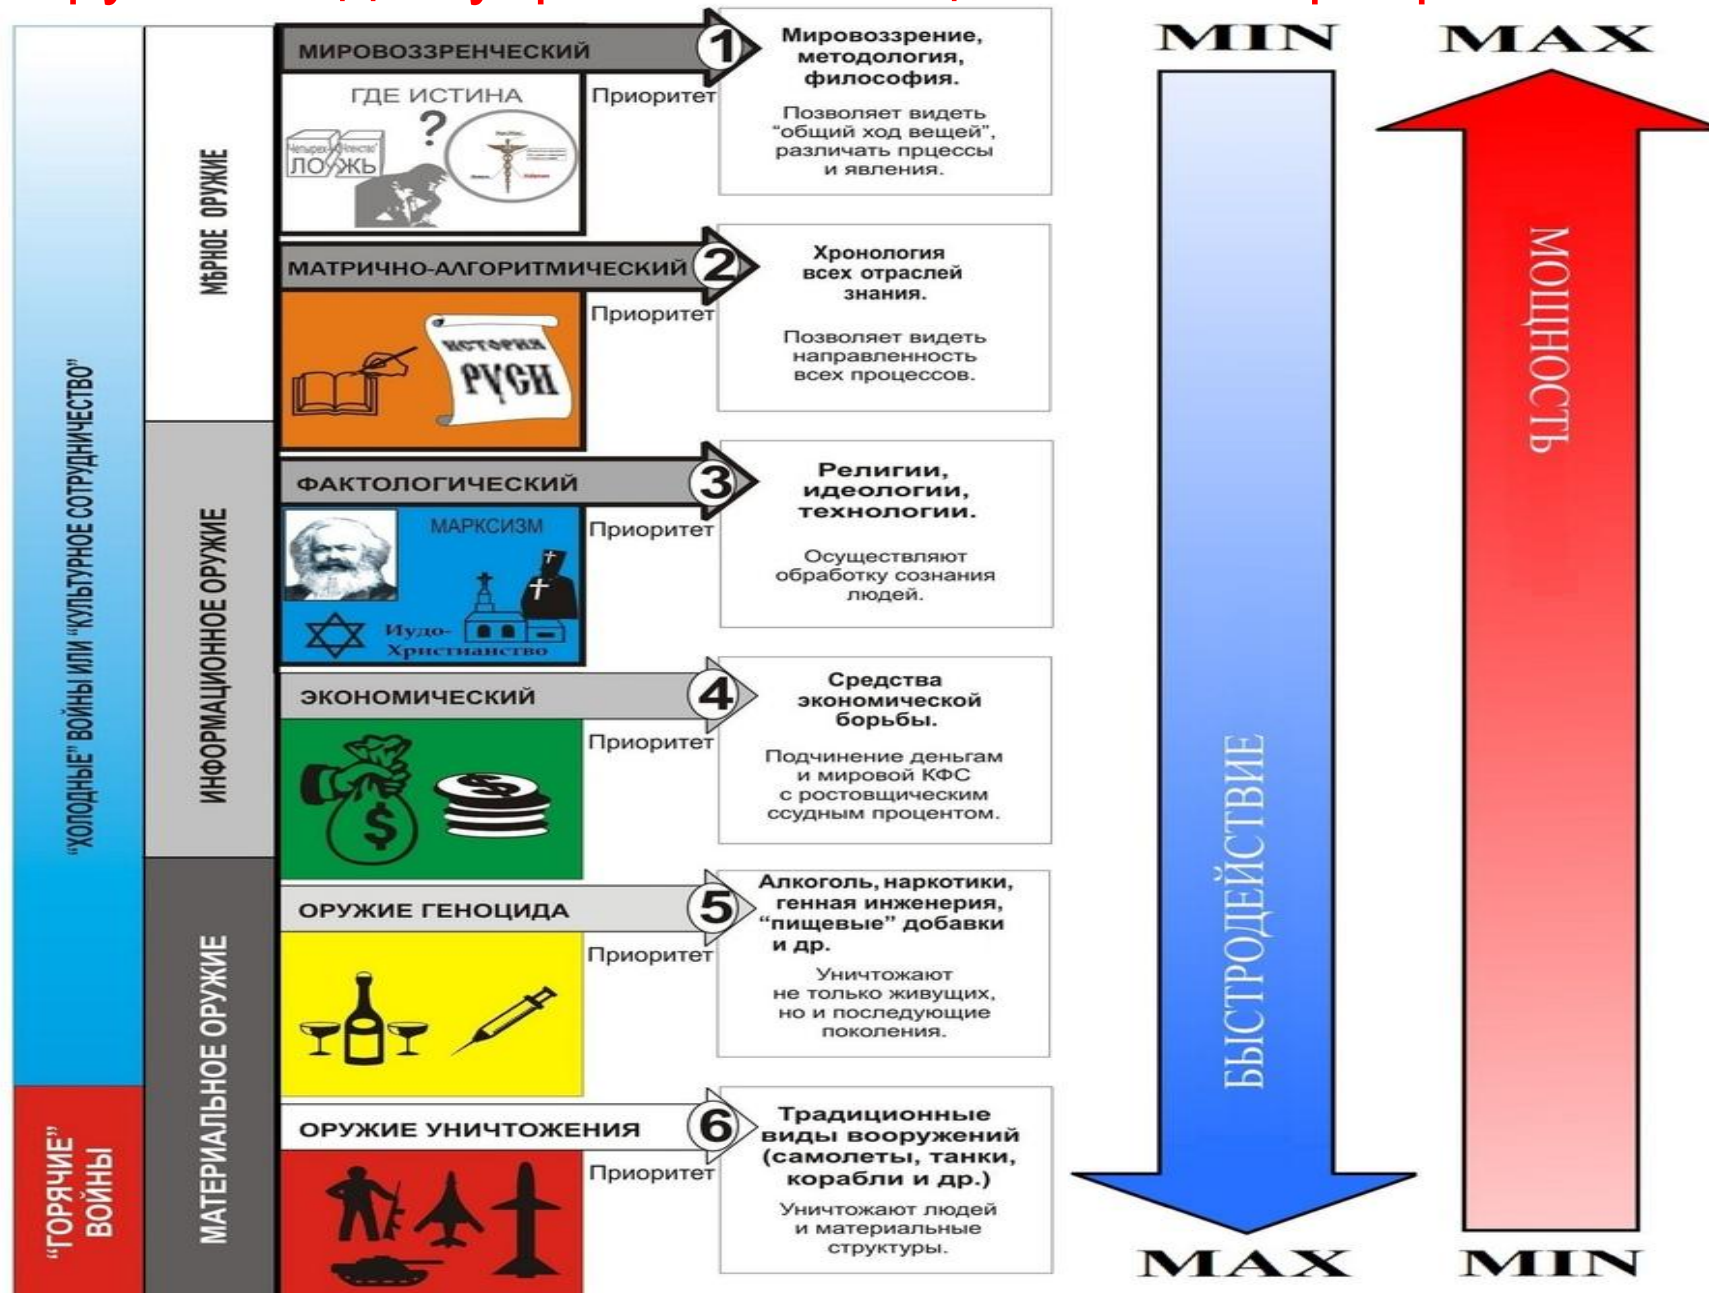 MIN
MAX
МИРОВОЗЗРЕНЧЕСКИЙ
1
Приоритет
ГДЕ ИСТИНА
?
ЛОЖЬ
Мировоззрение,
методология,
философия.
Позволяет видеть
“общий ход вещей”,
различать прцессы
и явления.
МАТРИЧНО-АЛГОРИТМИЧЕСКИЙ
2
Приоритет
ИСТОРИЯ
РУСИ
Хронология
всех отраслей
знания.
Позволяет видеть
направленность
всех процессов.
ФАКТОЛОГИЧЕСКИЙ
3
Приоритет
МАРКСИЗМ
Иудо-
Христианство
Религии,
идеологии,
технологии.
Осуществляют
обработку сознания
людей.
ЭКОНОМИЧЕСКИЙ
4
Приоритет
$
$
Средства
экономической
борьбы.
Подчинение деньгам
и мировой КФС
с ростовщическим
ссудным процентом.
ОРУЖИЕ ГЕНОЦИДА
5
Приоритет
Алкоголь, наркотики,
генная инженерия,
“пищевые” добавки
и др.
Уничтожают
не только живущих,
но и последующие
поколения.
ОРУЖИЕ УНИЧТОЖЕНИЯ
6
Приоритет
Традиционные
виды вооружений
(самолеты, танки,
корабли и др.)
Уничтожают людей
и материальные
структуры.
“ХОЛОДНЫЕ” ВОЙНЫ ИЛИ “КУЛЬТУРНОЕ СОТРУДНИЧЕСТВО”
“ГОРЯЧИЕ”
ВОЙНЫ
МѢРНОЕ ОРУЖИЕ
ИНФОРМАЦИОННОЕ ОРУЖИЕ
МАТЕРИАЛЬНОЕ ОРУЖИЕ
БЫСТРОДЕЙСТВИЕ
МОЩНОСТЬ
MAX
MIN